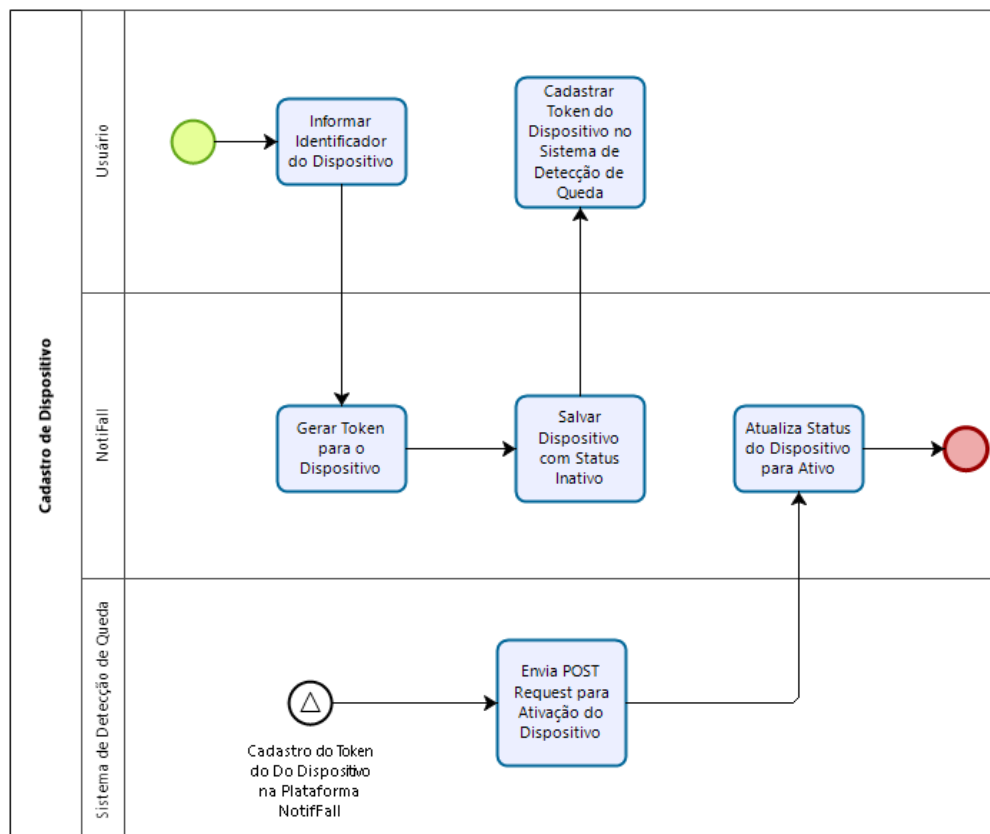 Cadastro de Dispositivo
Usuário
Informar
Identificador
do Dispositivo
Cadastrar
Token do
Dispositivo no
Sistema de
Detecção de
Queda
NotiFall
Gerar Token
para o
Dispositivo
Salvar
Dispositivo
com Status
Inativo
Atualiza Status
do Dispositivo
para Ativo
Sistema de Detecção de Queda
Cadastro do Token
do Do Dispositivo
na Plataforma
NotifFall
Envia POST
Request para
Ativação do
Dispositivo